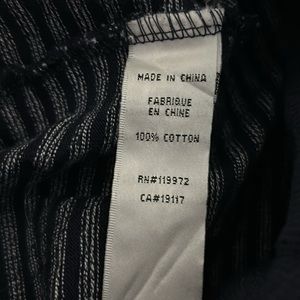 MADE IN CHINA
FABRIQUE
EN CHINE
100% COTTON
RN#119972
CA#19117